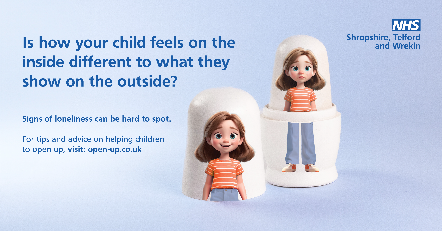 NHS
Shropshire, Telford
and Wrekin
Is how your child feels on the
inside different to what they
show on the outside?
Signs of loneliness can be hard to spot.
For tips and advice on helping children
to open up, visit: open-up.co.uk